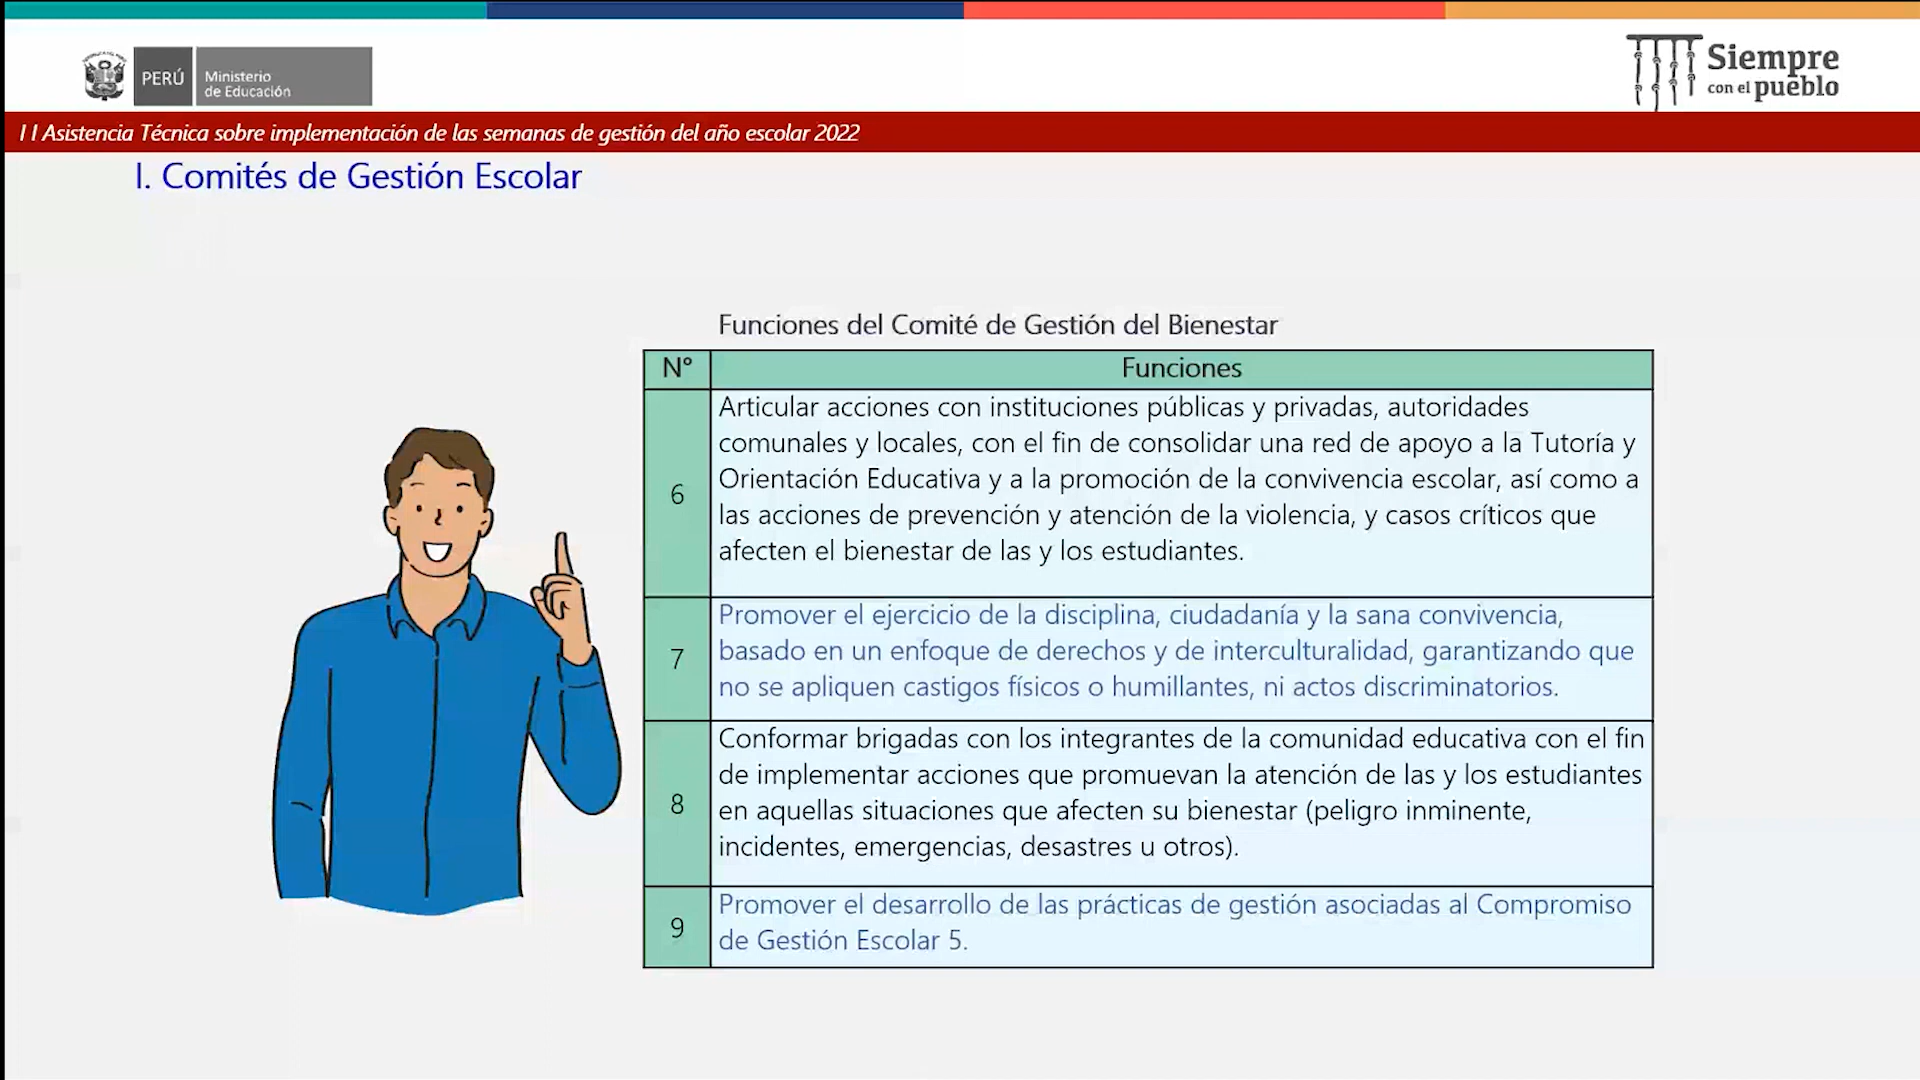 PERÚ
Ministerio
de Educación
Siempre
con el pueblo
I I Asistencia Técnica sobre implementación de las semanas de gestión del año escolar 2022
I. Comités de Gestión Escolar
Funciones del Comité de Gestión del Bienestar
N° Funciones
6
Articular acciones con instituciones públicas y privadas, autoridades
comunales y locales, con el fin de consolidar una red de apoyo a la Tutoría y
Orientación Educativa y a la promoción de la convivencia escolar, así como a
las acciones de prevención y atención de la violencia, y casos críticos que
afecten el bienestar de las y los estudiantes.
7
Promover el ejercicio de la disciplina, ciudadanía y la sana convivencia,
basado en un enfoque de derechos y de interculturalidad, garantizando que
no se apliquen castigos físicos o humillantes, ni actos discriminatorios.
8
Conformar brigadas con los integrantes de la comunidad educativa con el fin
de implementar acciones que promuevan la atención de las y los estudiantes
en aquellas situaciones que afecten su bienestar (peligro inminente,
incidentes, emergencias, desastres u otros).
9
Promover el desarrollo de las prácticas de gestión asociadas al Compromiso
de Gestión Escolar 5.